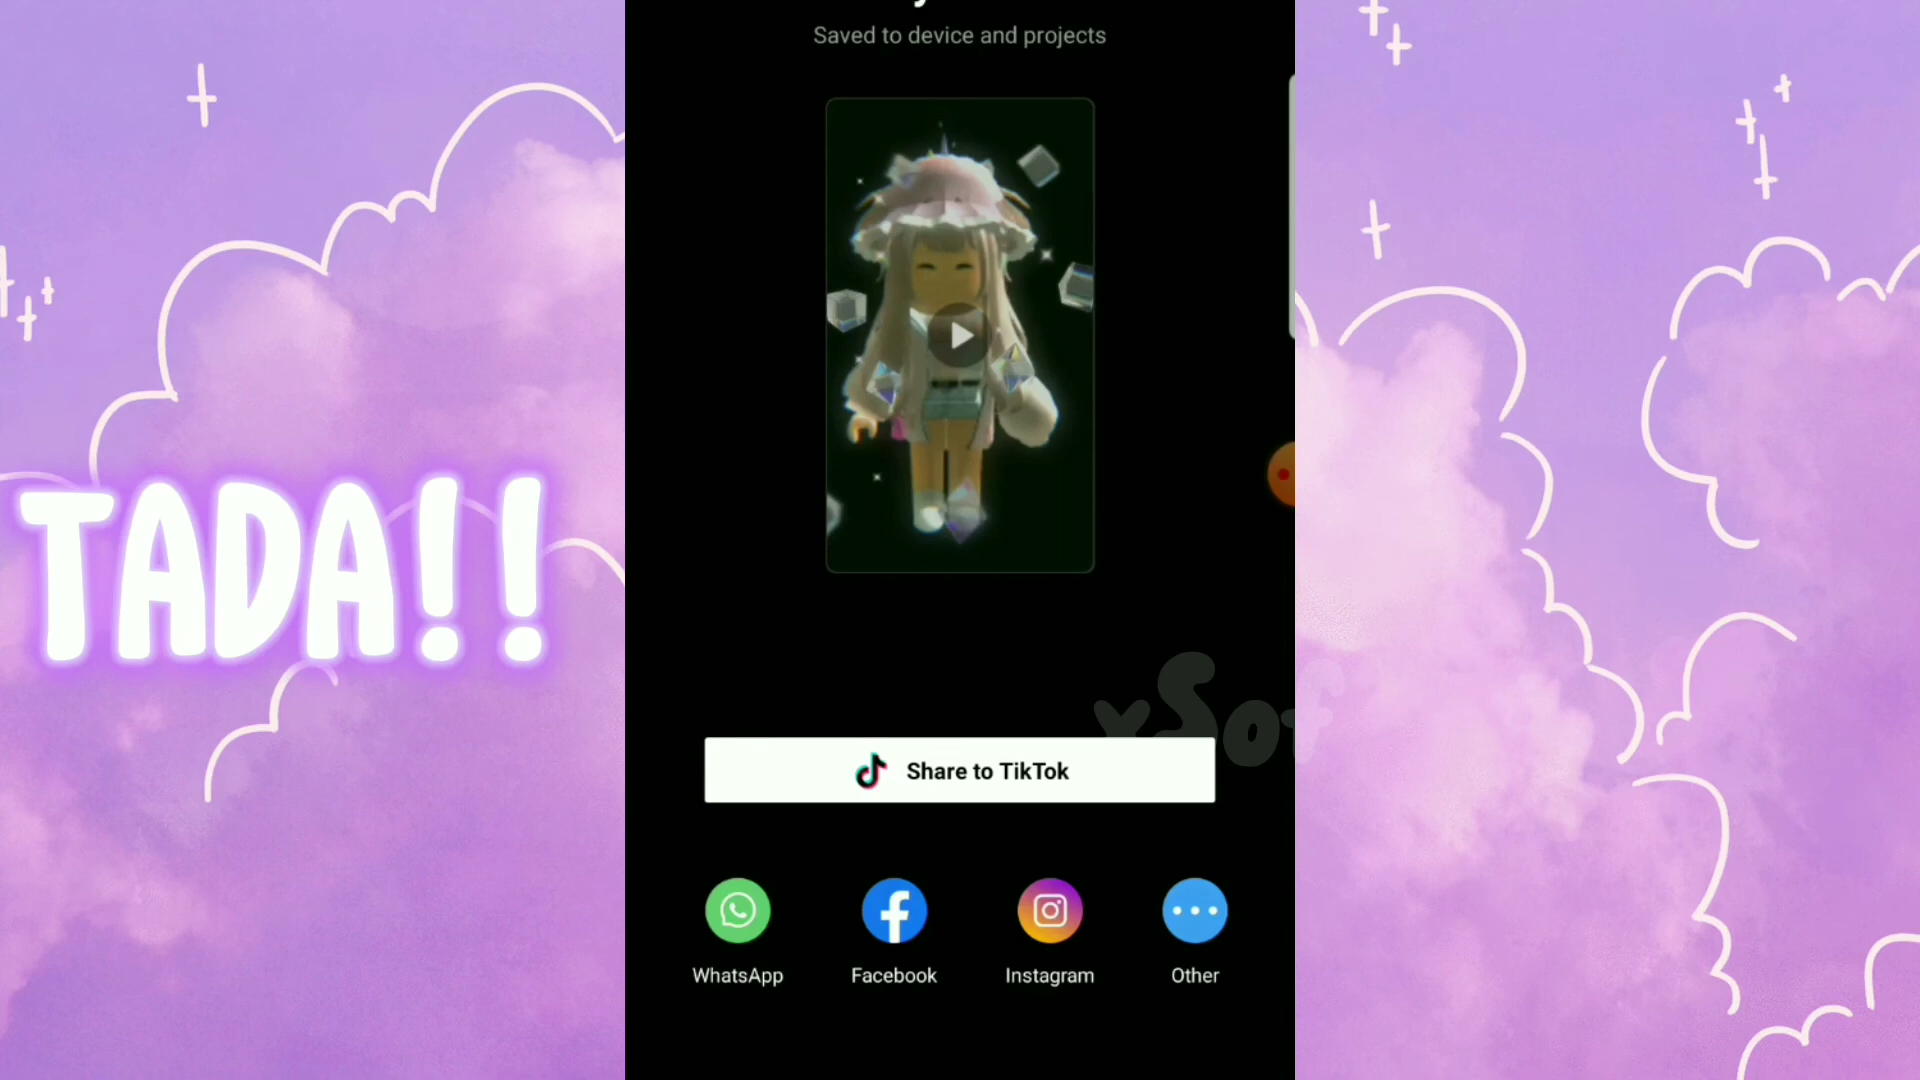 Saved to device and projects
TADA!!
Share to TikTok
WhatsApp
Facebook
Instagram
Other